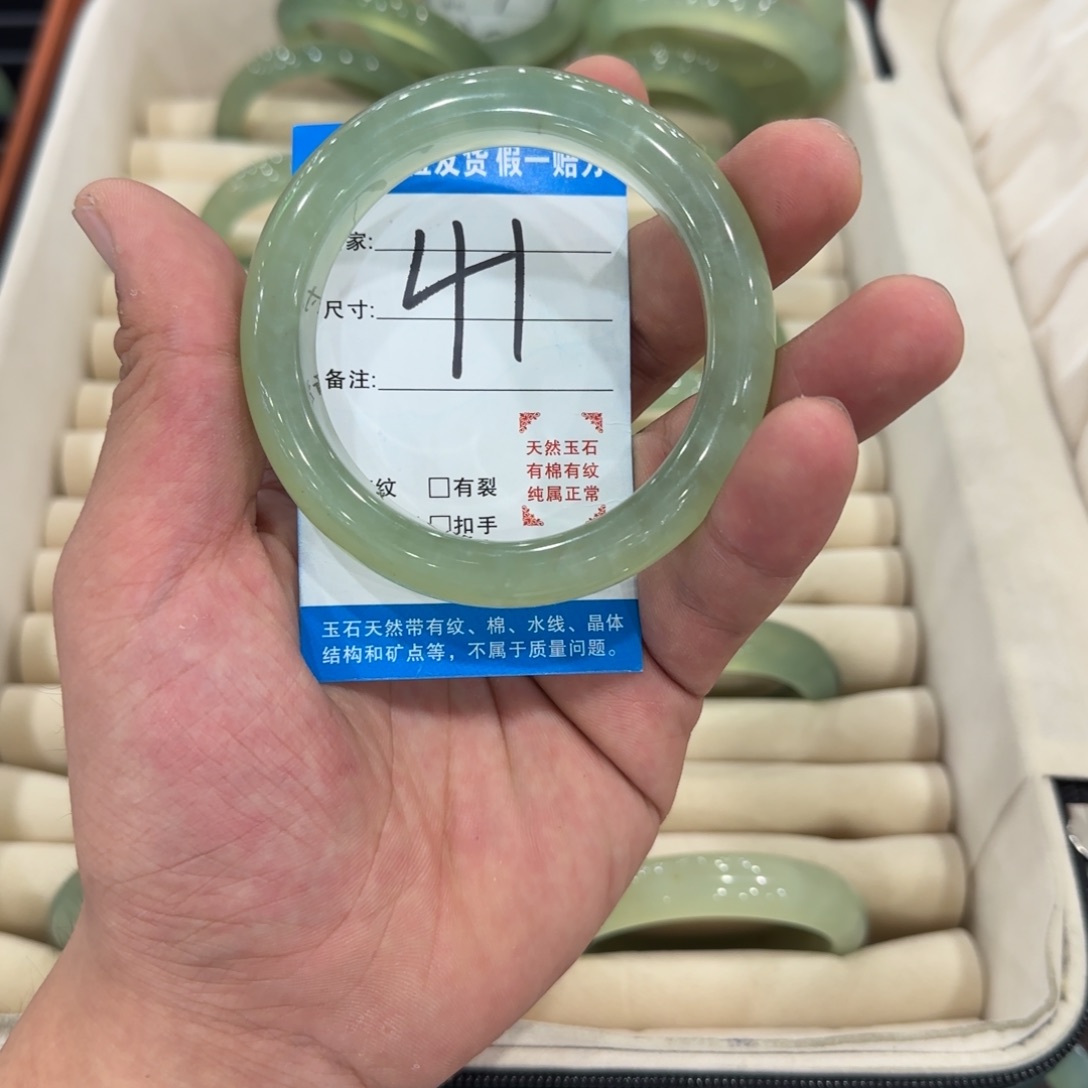 发货 假一赔
家:
41
尺寸:
备注:
天然玉石
有棉有纹
纯属正常
纹 □有裂
□扣手
玉石天然带有纹、棉、水线、晶体
结构和矿点等，不属于质量问题。